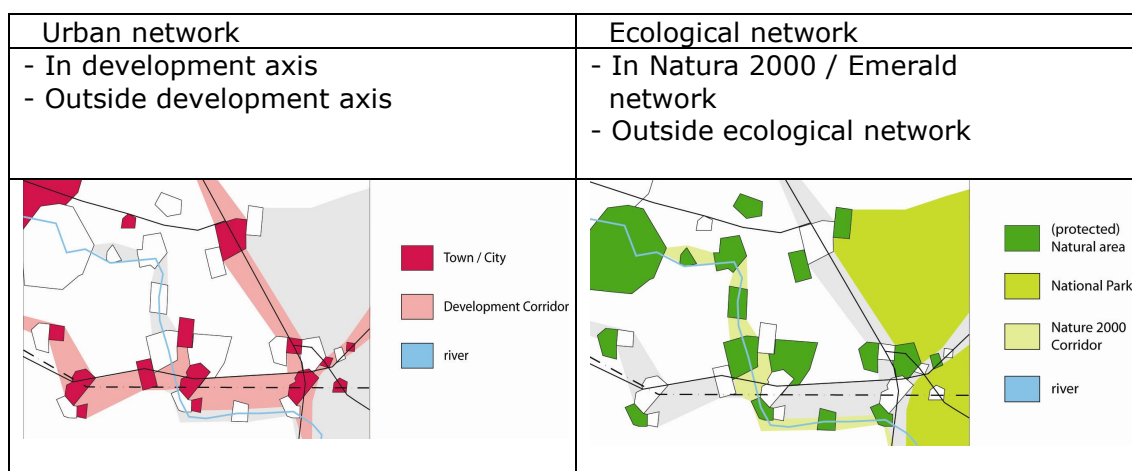 Urban network
Ecological network
- In development axis
- Outside development axis
- In Natura 2000 / Emerald
network
- Outside ecological network
Town / City
Development Corridor
river
(protected)
Natural area
National Park
Nature 2000
Corridor
river